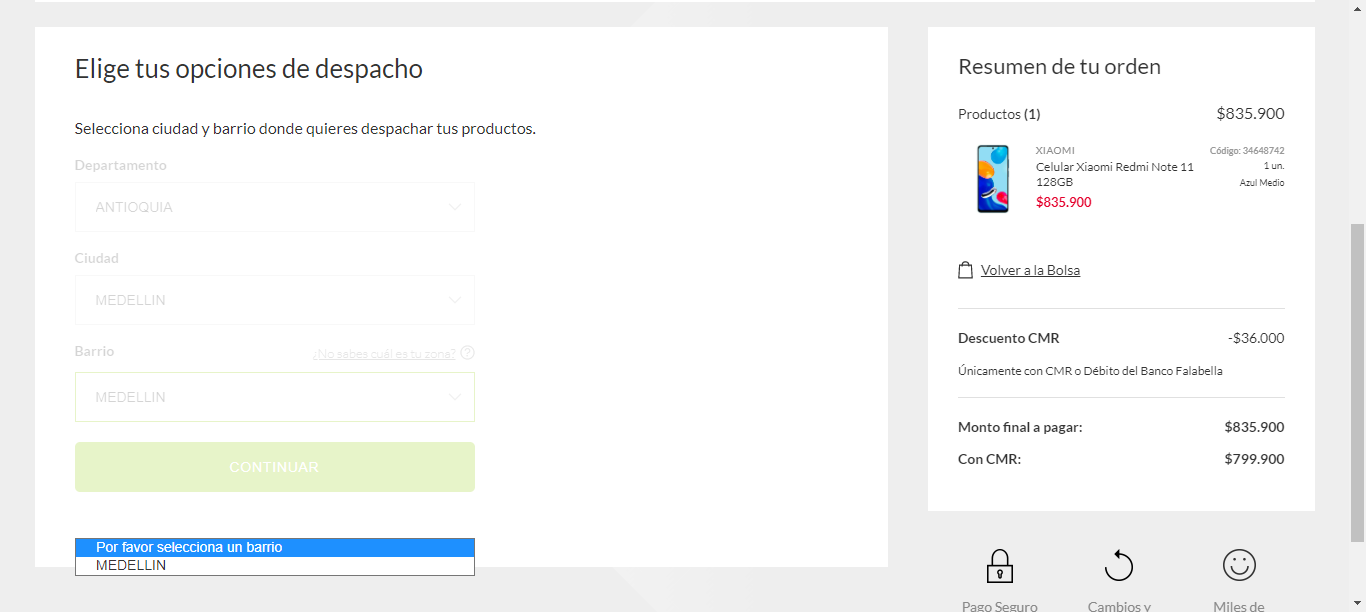 Elige tus opciones de despacho
Selecciona ciudad y barrio donde quieres despachar tus productos.
Departamento
ANTIOQUIA
Ciudad
MEDELLIN
Barrio
¿No sabes cuál es tu zona? ?
MEDELLIN
CONTINUAR
Por favor selecciona un barrio
MEDELLIN
Resumen de tu orden
Productos (1) $835.900
XIAOMI Código: 34648742
Celular Xiaomi Redmi Note 11 1 un.
128GB Azul Medio
$835.900
Volver a la Bolsa
Descuento CMR -$36.000
Únicamente con CMR o Débito del Banco Falabella
Monto final a pagar: $835.900
Con CMR: $799.900
Pago Seguro Cambios y Miles de